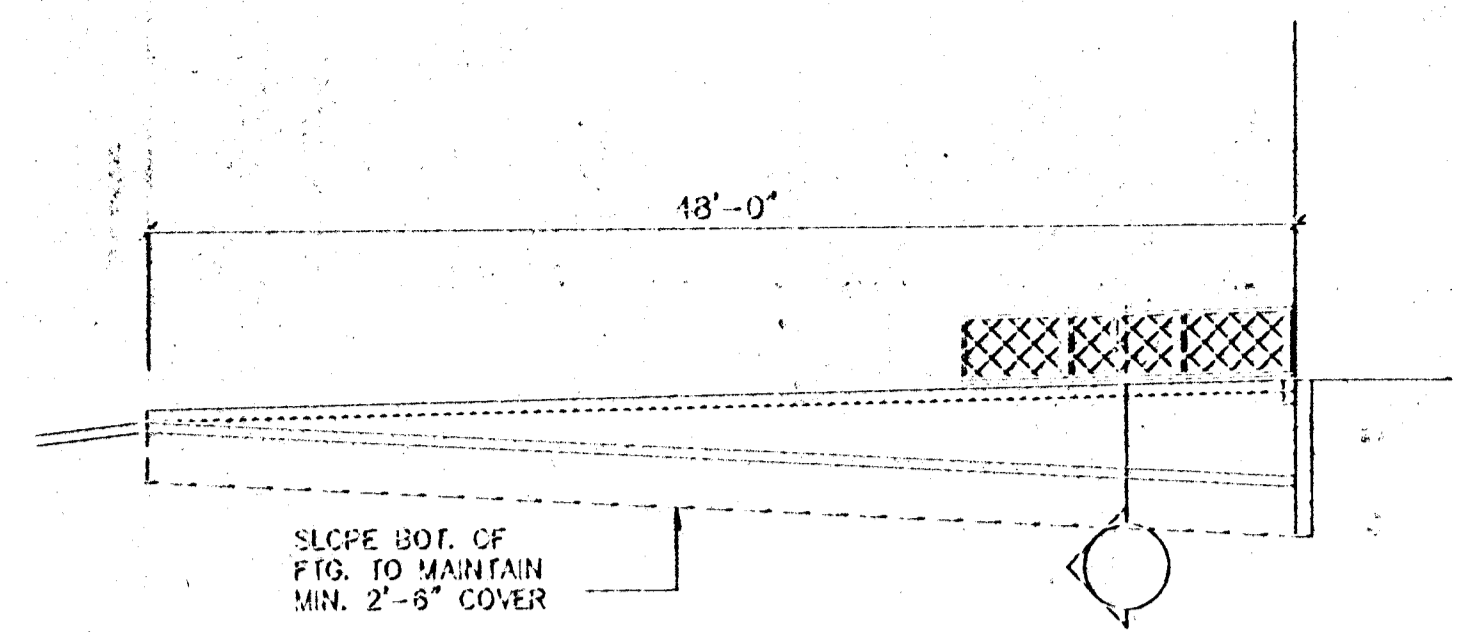 48'-0"
SLOPE BOT. OF
FTG. TO MAINTAIN
MIN. 2'-6" COVER